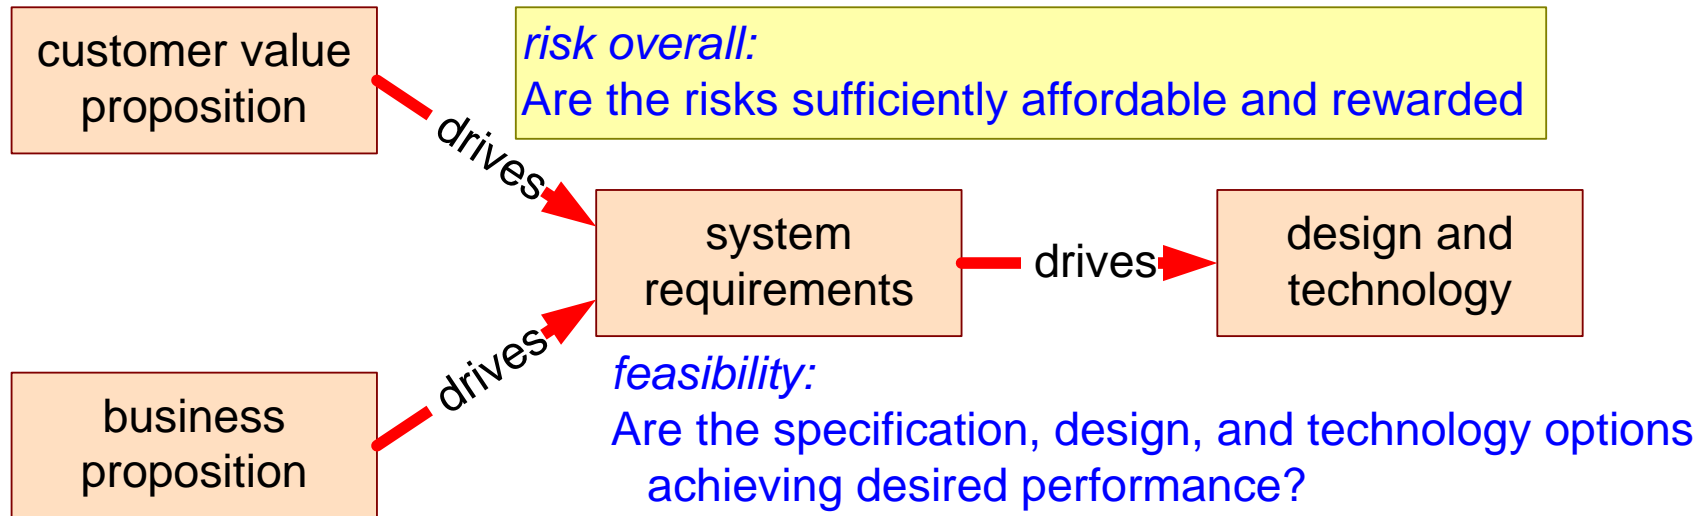 customer value
proposition
risk overall:
Are the risks sufficiently affordable and rewarded
drives
system
requirements
drives
design and
technology
drives
business
proposition
feasibility:
Are the specification, design, and technology options
achieving desired performance?